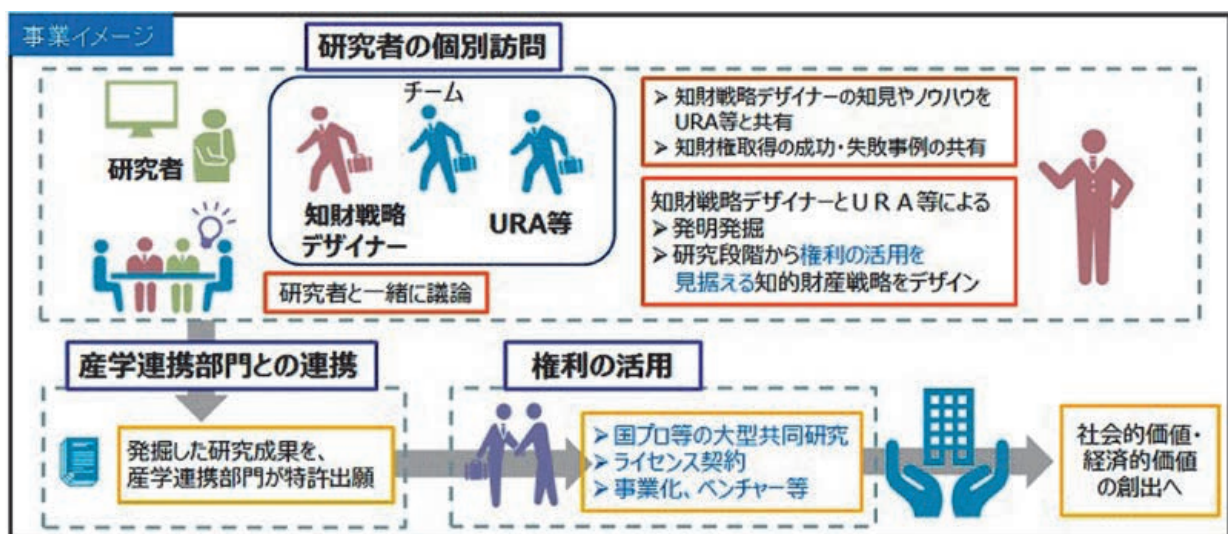 事業イメージ
研究者の個別訪問
チーム
研究者
知財戦略
デザイナー
URA等
研究者と一緒に議論
➢ 知財戦略デザイナーの知見やノウハウを
URA等と共有
➢ 知財権取得の成功・失敗事例の共有
知財戦略デザイナーとＵＲＡ等による
➢ 発明発掘
➢ 研究段階から権利の活用を
見据える知的財産戦略をデザイン
産学連携部門との連携
発掘した研究成果を、
産学連携部門が特許出願
権利の活用
➢ 国プロ等の大型共同研究
➢ ライセンス契約
➢ 事業化、ベンチャー等
社会的価値・
経済的価値
の創出へ